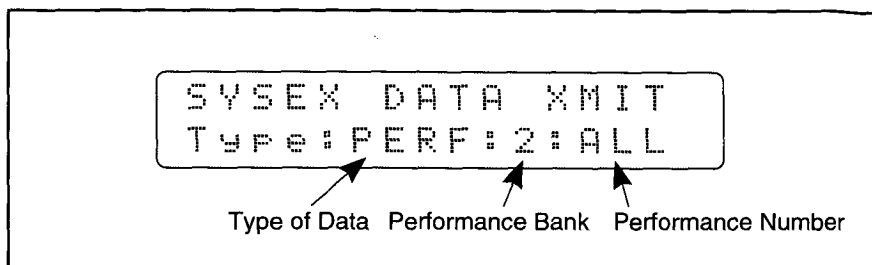 SYSEX DATA XMIT
Type:PERF:2:ALL
Type of Data Performance Bank Performance Number